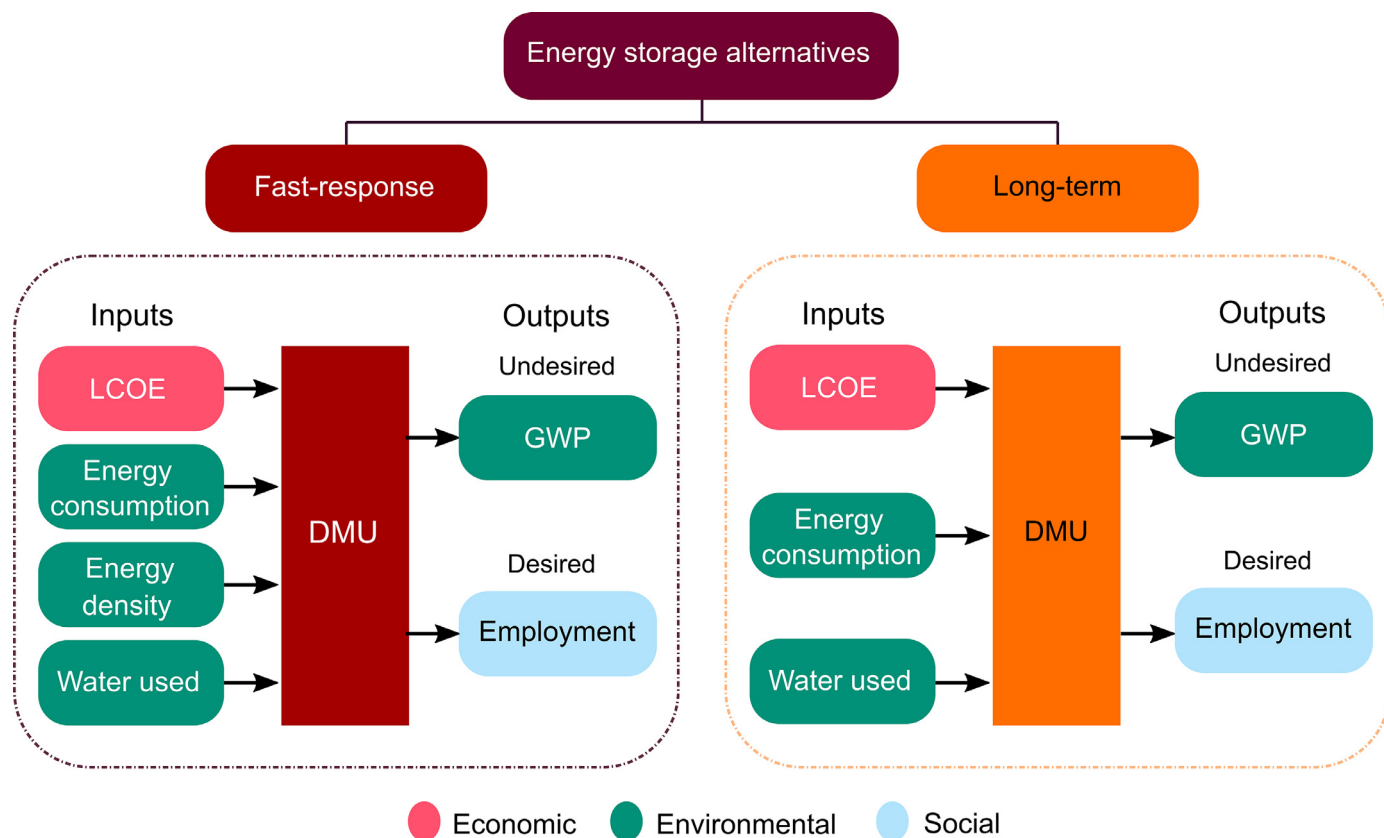 Energy storage alternatives
Fast-response
Long-term
Inputs
Outputs
LCOE
Undesired
GWP
Energy
consumption
DMU
Energy
density
Desired
Employment
Water used
Inputs
Outputs
LCOE
Undesired
GWP
Energy
consumption
DMU
Desired
Employment
Water used
Economic
Environmental
Social